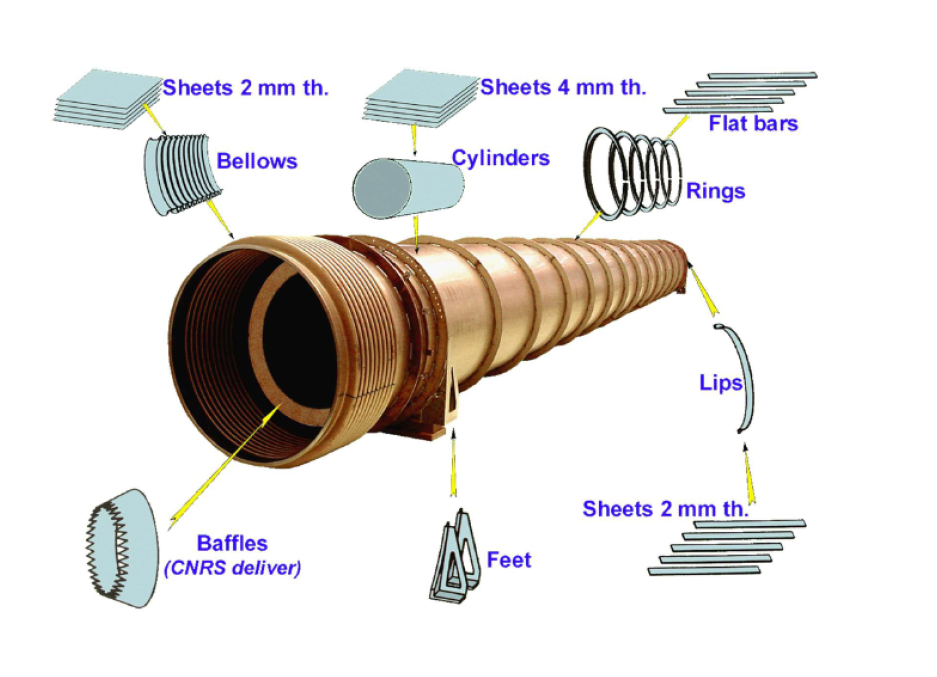 Sheets 2 mm th.
Sheets 4 mm th.
Flat bars
Bellows
Cylinders
Rings
Lips
Sheets 2 mm th.
Baffles
(CNRS deliver)
Feet